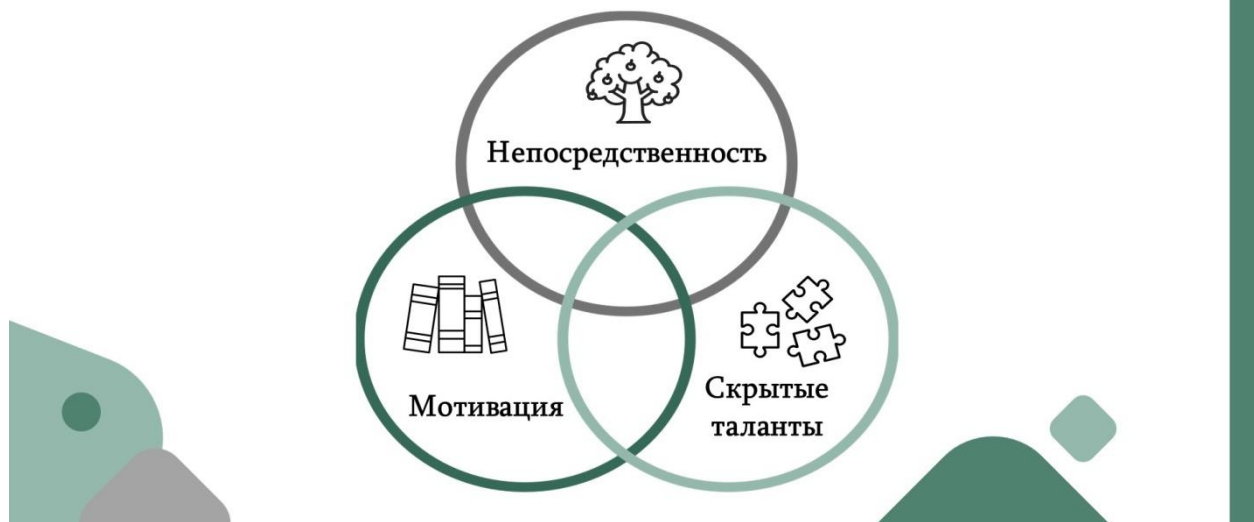 Непосредственность
Мотивация
Скрытые
таланты